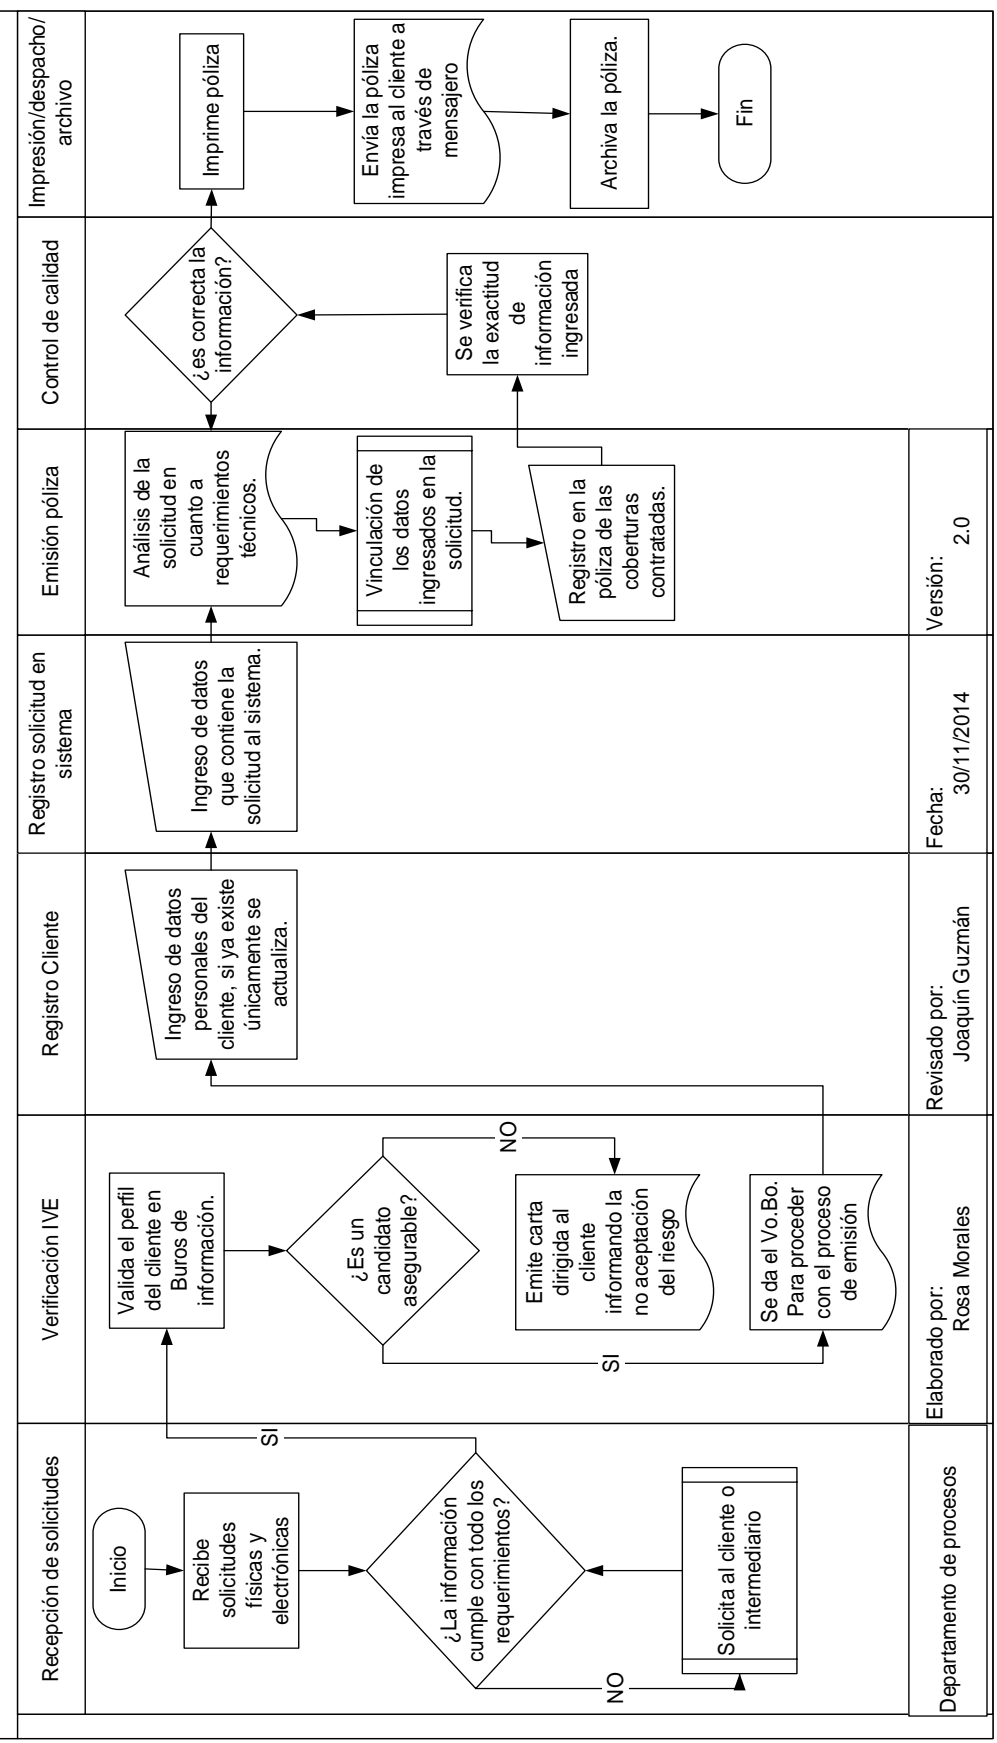 Recepción de solicitudes
Verificación IVE
Registro Cliente
Registro solicitud en
sistema
Emisión póliza
Control de calidad
Impresión/despacho/
archivo
Inicio
Recibe
solicitudes
físicas y
electrónicas
¿La información
cumple con todo los
requerimientos?
SI
NO
Solicita al cliente o
intermediario
Valida el perfil
del cliente en
Buros de
información.
¿Es un
candidato
asegurable?
NO
SI
Emite carta
dirigida al
cliente
informando la
no aceptación
del riesgo
Se da el Vo.Bo.
Para proceder
con el proceso
de emisión
Ingreso de datos
personales del
cliente, si ya existe
únicamente se
actualiza.
Ingreso de datos
que contiene la
solicitud al sistema.
Análisis de la
solicitud en
cuanto a
requerimientos
técnicos.
Vinculación de
los datos
ingresados en la
solicitud.
Registro en la
póliza de las
coberturas
contratadas.
Se verifica
la exactitud
de
información
ingresada
¿es correcta la
información?
Imprime póliza
Envía la póliza
impresa al cliente a
través de
mensajero
Archiva la póliza.
Fin
Departamento de procesos
Elaborado por:
Rosa Morales
Revisado por:
Joaquín Guzmán
Fecha:
30/11/2014
Versión:
2.0